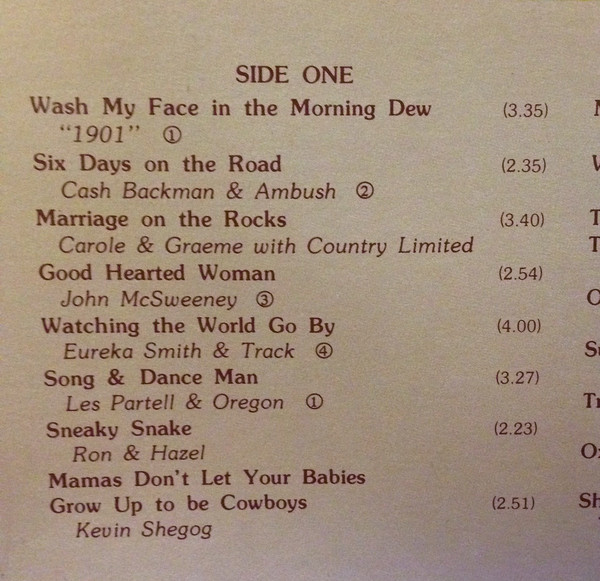 SIDE ONE
Wash My Face in the Morning Dew (3.35)
"1901" ①
Six Days on the Road (2.35)
Cash Backman & Ambush ②
Marriage on the Rocks (3.40)
Carole & Graeme with Country Limited
Good Hearted Woman (2.54)
John McSweeney ③
Watching the World Go By (4.00)
Eureka Smith & Track ④
Song & Dance Man (3.27)
Les Partell & Oregon ①
Sneaky Snake (2.23)
Ron & Hazel
Mamas Don't Let Your Babies
Grow Up to be Cowboys (2.51)
Kevin Shegog